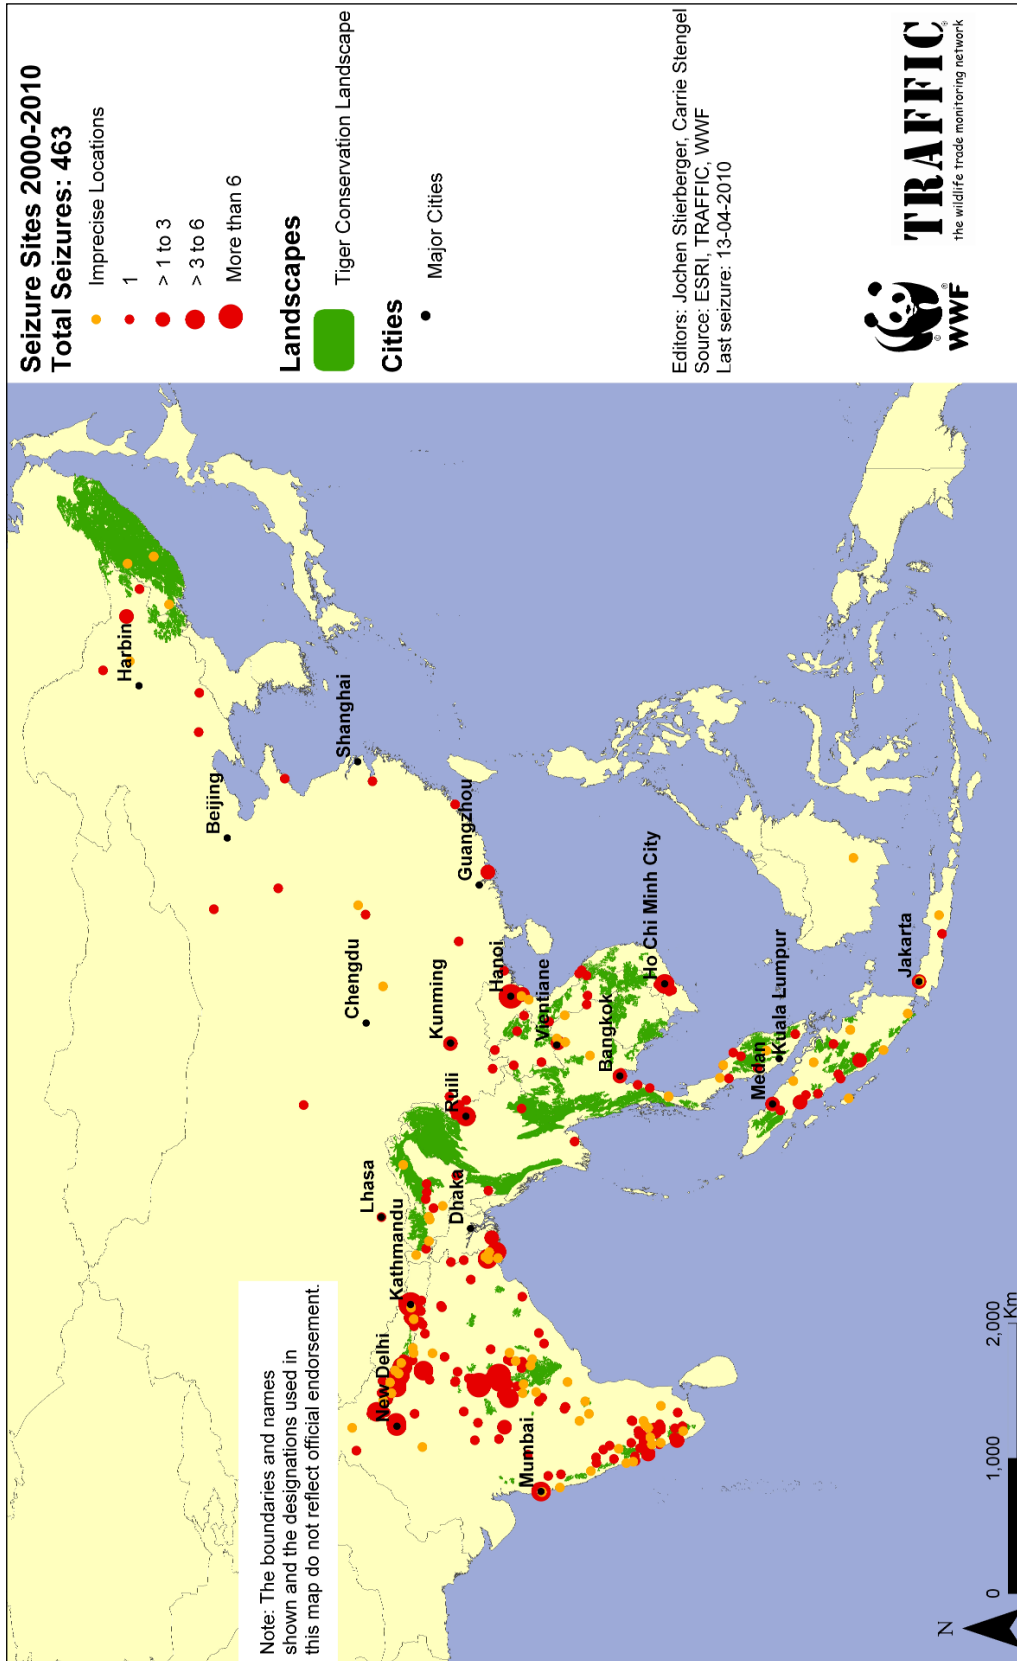 Seizure Sites 2000-2010
Total Seizures: 463
Imprecise Locations
1
> 1 to 3
> 3 to 6
More than 6
Landscapes
Tiger Conservation Landscape
Cities
Major Cities
Editors: Jochen Stierberger, Carrie Stengel
Source: ESRI, TRAFFIC, WWF
Last seizure: 13-04-2010
© ®
WWF
TRAFFIC®
the wildlife trade monitoring network
Harbin
Beijing
Shanghai
Chengdu
Guangzhou
Kunming
Hanoi
Ruili
Lhasa
Kathmandu
Dhaka
Vientiane
Bangkok
Ho Chi Minh City
New Delhi
Mumbai
Medan
Kuala Lumpur
Jakarta
Note: The boundaries and names
shown and the designations used in
this map do not reflect official endorsement.
N
0 1,000 2,000
Km